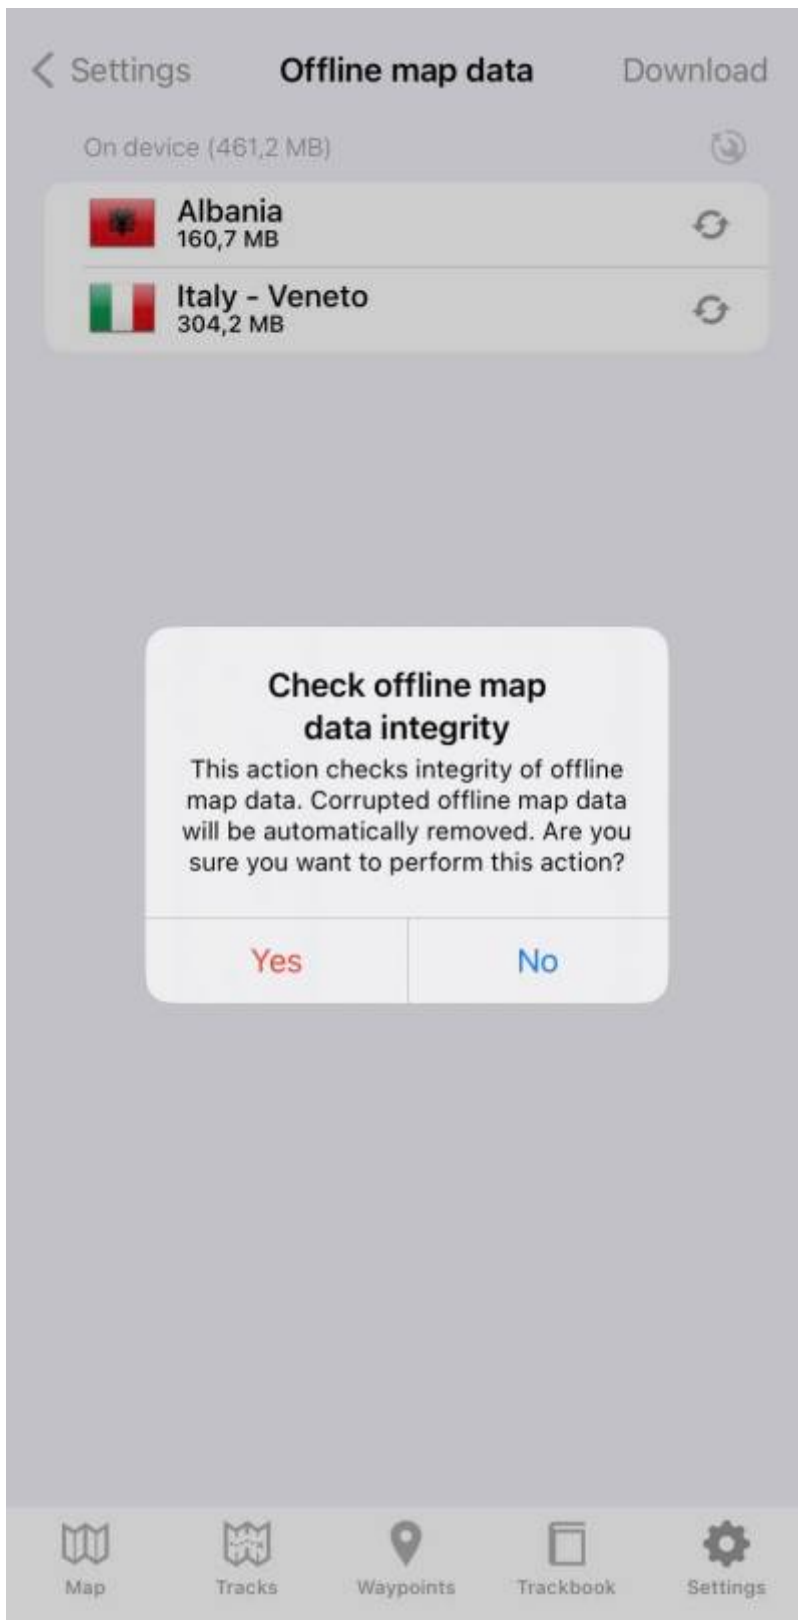 Settings
Offline map data
Download
On device (461,2 MB)
Albania
160,7 MB
Italy - Veneto
304,2 MB
Check offline map
data integrity
This action checks integrity of offline
map data. Corrupted offline map data
will be automatically removed. Are you
sure you want to perform this action?
Yes
No
Map
Tracks
Waypoints
Trackbook
Settings